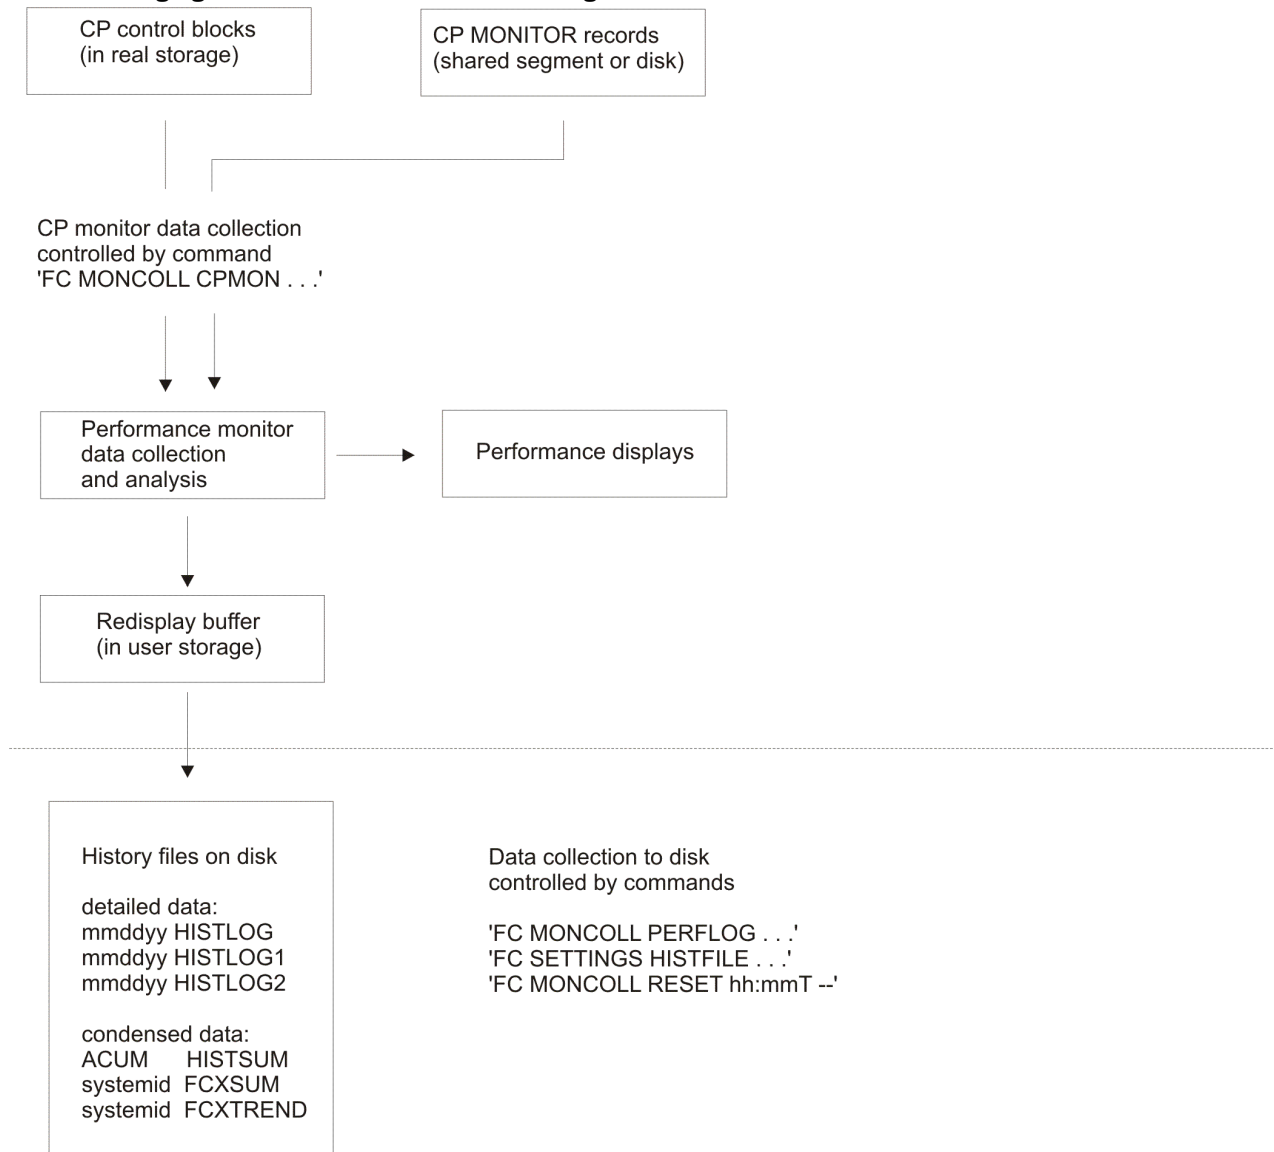 CP control blocks
(in real storage)
CP MONITOR records
(shared segment or disk)
CP monitor data collection
controlled by command
'FC MONCOLL CPMON . . .'
Performance monitor
data collection
and analysis
Performance displays
Redisplay buffer
(in user storage)
History files on disk
detailed data:
mmddyy HISTLOG
mmddyy HISTLOG1
mmddyy HISTLOG2
condensed data:
ACUM HISTSUM
systemid FCXSUM
systemid FCXTREND
Data collection to disk
controlled by commands
'FC MONCOLL PERFLOG . . .'
'FC SETTINGS HISTFILE . . .'
'FC MONCOLL RESET hh:mmT --'